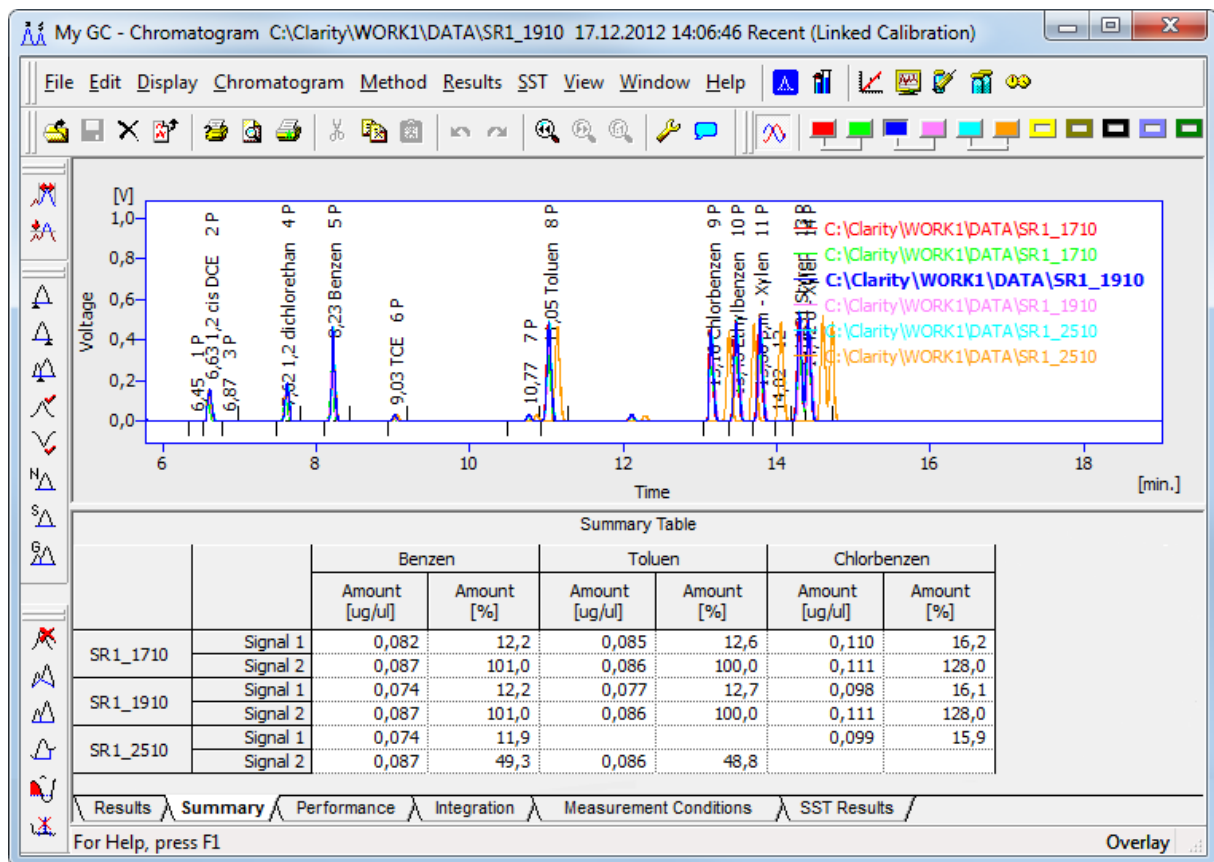 My GC - Chromatogram C:\Clarity\WORK1\DATA\SR1_1910 17.12.2012 14:06:46 Recent (Linked Calibration)
File Edit Display Chromatogram Method Results SST View Window Help
[V]
1,0
0,8
0,6
0,4
0,2
0,0
Voltage
6,45 1 P
6,63 1,2 cis DCE 2 P
6,87 3 P
1,2 dichlorethan 4 P
8,23 Benzen 5 P
9,03 TCE 6 P
10,77 7 P
Toluen 8 P
Chlorbenzen 9 P
10 P
m - Xylen 11 P
C:\Clarity\WORK1\DATA\SR1_1710
C:\Clarity\WORK1\DATA\SR1_1710
C:\Clarity\WORK1\DATA\SR1_1910
C:\Clarity\WORK1\DATA\SR1_1910
C:\Clarity\WORK1\DATA\SR1_2510
C:\Clarity\WORK1\DATA\SR1_2510
6 8 10 12 14 16 18
Time
[min.]
Summary Table
Benzen Toluen Chlorbenzen
Amount [ug/ul] Amount [%] Amount [ug/ul] Amount [%] Amount [ug/ul] Amount [%]
SR1_1710 Signal 1 0,082 12,2 0,085 12,6 0,110 16,2
Signal 2 0,087 101,0 0,086 100,0 0,111 128,0
SR1_1910 Signal 1 0,074 12,2 0,077 12,7 0,098 16,1
Signal 2 0,087 101,0 0,086 100,0 0,111 128,0
SR1_2510 Signal 1 0,074 11,9 0,099 15,9
Signal 2 0,087 49,3 0,086 48,8
Results Summary Performance Integration Measurement Conditions SST Results
For Help, press F1
Overlay